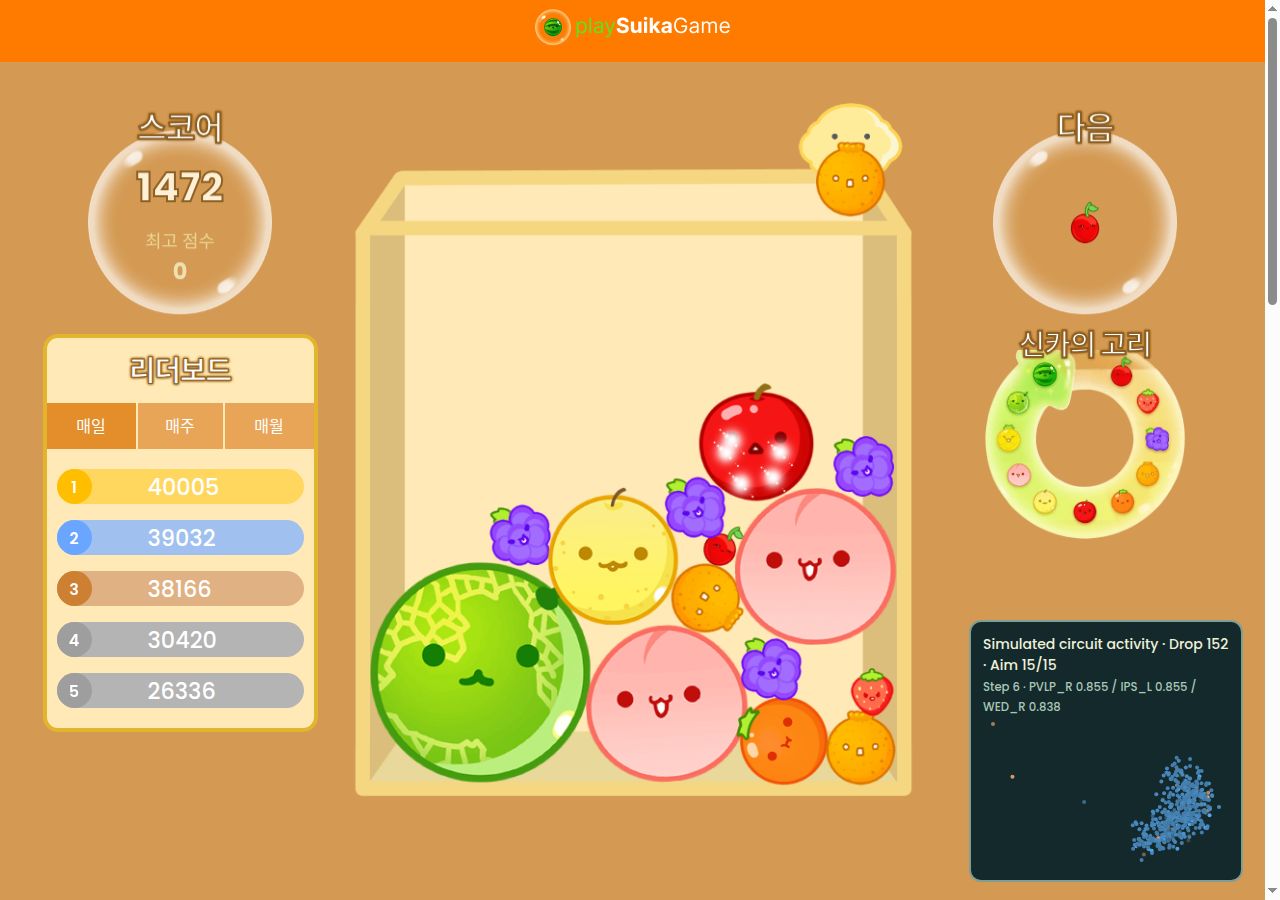 playSuikaGame
스코어
1472
최고 점수
0
리더보드
매일 매주 매월
1 40005
2 39032
3 38166
4 30420
5 26336
다음
신카의 고리
Simulated circuit activity · Drop 152
· Aim 15/15
Step 6 · PVLP_R 0.855 / IPS_L 0.855 /
WED_R 0.838